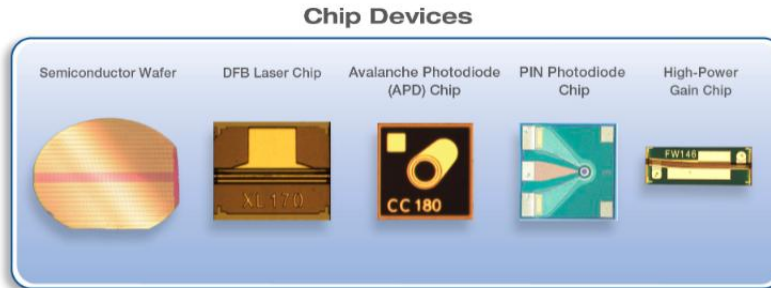 Chip Devices
Semiconductor Wafer
DFB Laser Chip
Avalanche Photodiode
(APD) Chip
PIN Photodiode
Chip
High-Power
Gain Chip
XL 170
CC 180
FW146